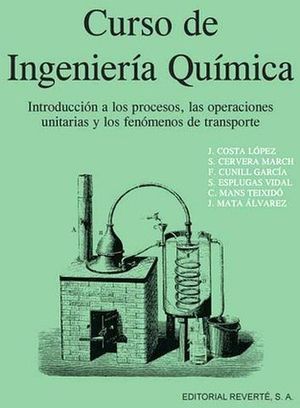 Curso de
Ingeniería Química
Introducción a los procesos, las operaciones
unitarias y los fenómenos de transporte
J. COSTA LÓPEZ
S. CERVERA MARCH
F. CUNILL GARCÍA
S. ESPLUGAS VIDAL
C. MANS TEIXIDÓ
J. MATA ÁLVAREZ
EDITORIAL REVERTÉ, S. A.